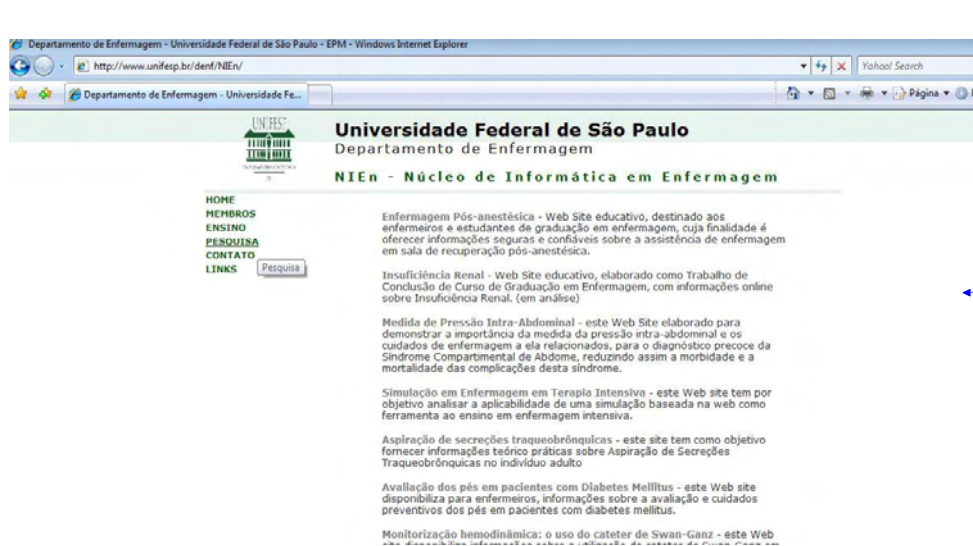 Departamento de Enfermagem - Universidade Federal de São Paulo - EPM - Windows Internet Explorer
http://www.unifesp.br/denf/NIEn/
Yahoo! Search
Departamento de Enfermagem - Universidade Fe...
Página
UNIFESP
Universidade Federal de São Paulo
Departamento de Enfermagem
NIEn - Núcleo de Informática em Enfermagem
HOME
MEMBROS
ENSINO
PESQUISA
CONTATO
LINKS
Pesquisa
Enfermagem Pós-anestésica - Web Site educativo, destinado aos
enfermeiros e estudantes de graduação em enfermagem, cuja finalidade é
oferecer informações seguras e confiáveis sobre a assistência de enfermagem
em sala de recuperação pós-anestésica.
Insuficiência Renal - Web Site educativo, elaborado como Trabalho de
Conclusão de Curso de Graduação em Enfermagem, com informações online
sobre Insuficiência Renal. (em análise)
Medida de Pressão Intra-Abdominal - este Web Site elaborado para
demonstrar a importância da medida da pressão intra-abdominal e os
cuidados de enfermagem a ela relacionados, para o diagnóstico precoce da
Síndrome Compartimental de Abdome, reduzindo assim a morbidade e a
mortalidade das complicações desta síndrome.
Simulação em Enfermagem em Terapia Intensiva - este Web site tem por
objetivo analisar a aplicabilidade de uma simulação baseada na web como
ferramenta ao ensino em enfermagem intensiva.
Aspiração de secreções traqueobrônquicas - este site tem como objetivo
fornecer informações teórico práticas sobre Aspiração de Secreções
Traqueobrônquicas no indivíduo adulto
Avaliação dos pés em pacientes com Diabetes Mellitus - este Web site
disponibiliza para enfermeiros, informações sobre a avaliação e cuidados
preventivos dos pés em pacientes com diabetes mellitus.
Monitorização hemodinâmica: o uso do cateter de Swan-Ganz - este Web
site disponibiliza informações sobre a utilização do cateter de Swan-Ganz em